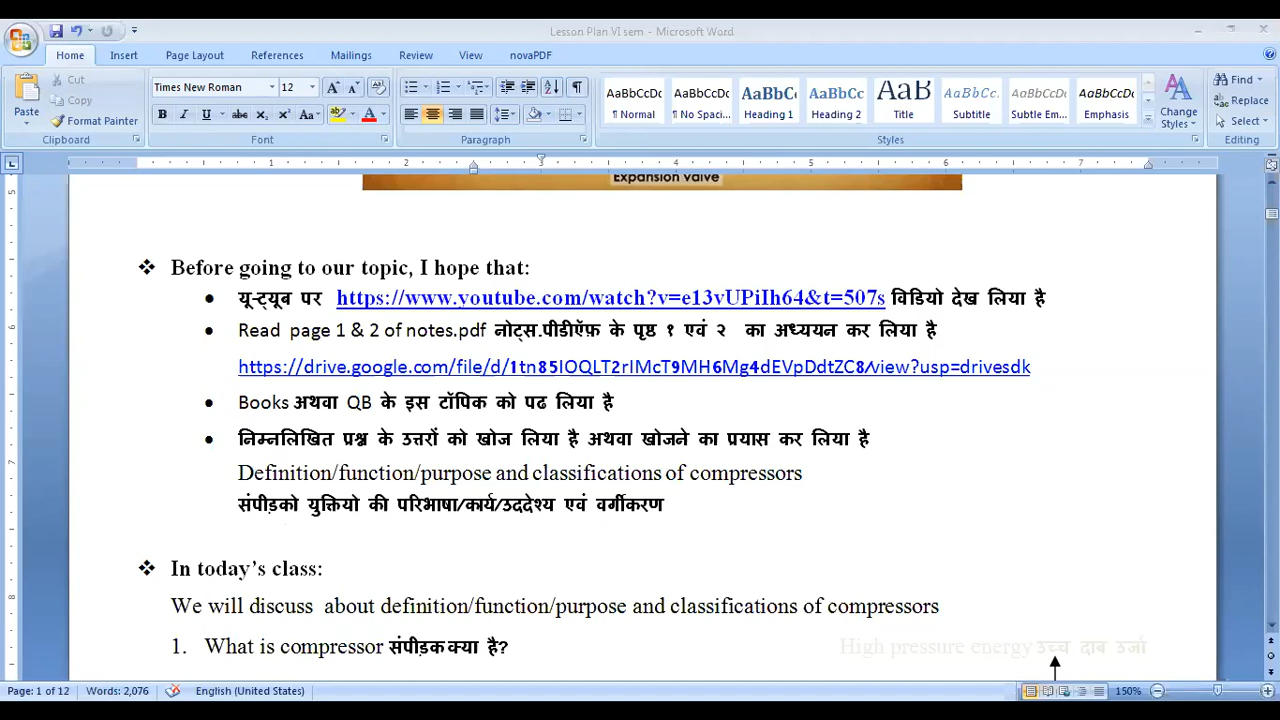 Lesson Plan VI sem - Microsoft Word
Home Insert Page Layout References Mailings Review View novaPDF
Paste Cut Copy Format Painter
Times New Roman 12
AaBbCcDc AaBbCcDc AaBbC AaBbCc AaB AaBbCc. AaBbCcDc AaBbCcDc
¶ Normal ¶ No Spaci... Heading 1 Heading 2 Title Subtitle Subtle Em... Emphasis
Change Styles
Find Replace Select
Clipboard Font Paragraph Styles Editing
Expansion Valve
Before going to our topic, I hope that:
यू-ट्यूब पर https://www.youtube.com/watch?v=e13vUPiIh64&t=507s विडियो देख लिया है
Read page 1 & 2 of notes.pdf नोट्स.पीडीऍफ़ के पृष्ठ १ एवं २ का अध्ययन कर लिया है
https://drive.google.com/file/d/1tn85IOQLT2rIMcT9MH6Mg4dEVpDdtZC8/view?usp=drivesdk
Books अथवा QB के इस टॉपिक को पढ लिया है
निम्नलिखित प्रश्न के उत्तरों को खोज लिया है अथवा खोजने का प्रयास कर लिया है
Definition/function/purpose and classifications of compressors
संपीड़को युक्तियो की परिभाषा/कार्य/उददेश्य एवं वर्गीकरण
In today's class:
We will discuss about definition/function/purpose and classifications of compressors
1. What is compressor संपीड़क क्या है?
High pressure energy उच्च दाब उर्जा
Page: 1 of 12 Words: 2,076 English (United States) 150%